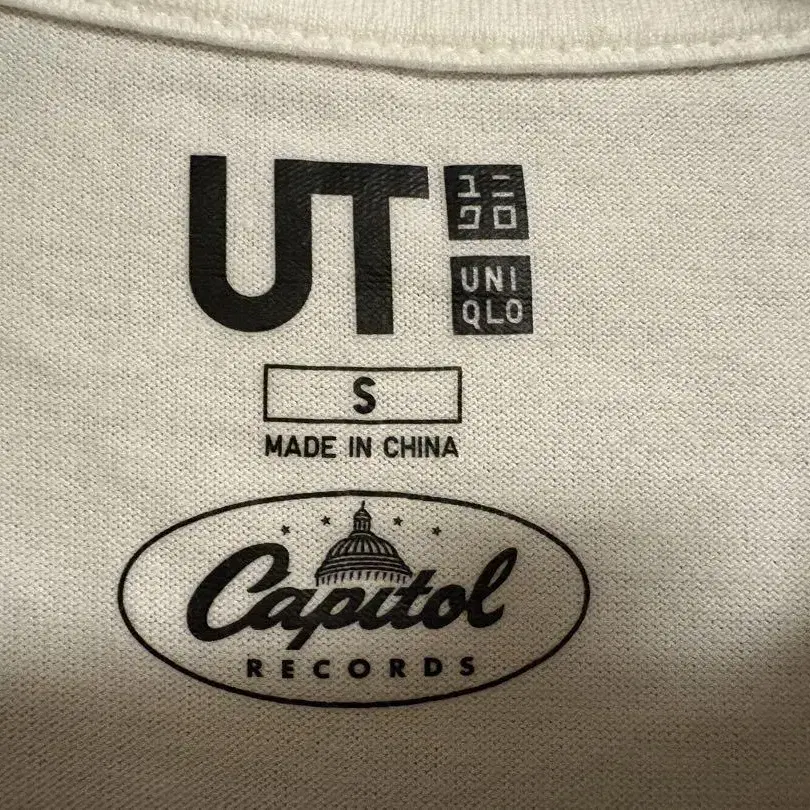 UT
ユニ
クロ
UNI
QLO
S
MADE IN CHINA
Capitol
RECORDS